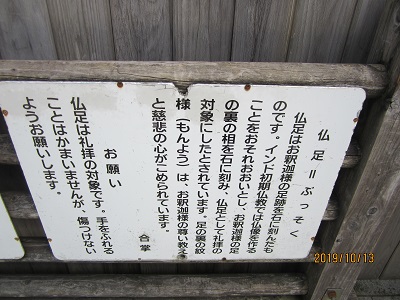 仏足＝ぶっそく
仏足はお釈迦様の足跡を石に刻んだも
のです。インド初期仏教では仏像を作る
ことをおそれおおいとし、お釈迦様の足
の裏の相を石に刻み、仏足として礼拝の
対象にしたとされています。足の裏の紋
様（もんよう）は、お釈迦様の尊い教え
と慈悲の心がこめられています。
合掌
お願い
仏足は礼拝の対象です。手をふれる
ことはかまいませんが、傷つけない
ようお願いします。
2019/10/13